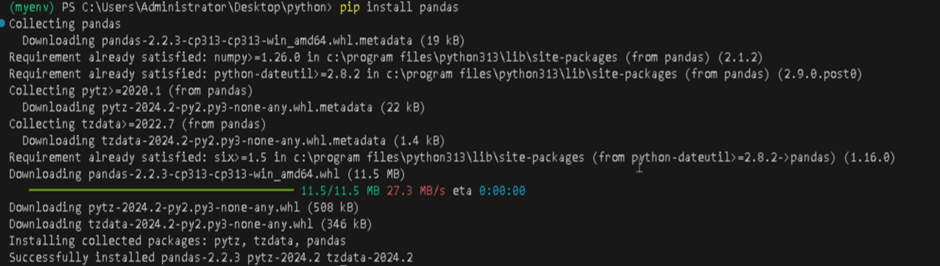 (myenv) PS C:\Users\Administrator\Desktop\python> pip install pandas
Collecting pandas
Downloading pandas-2.2.3-cp313-cp313-win_amd64.whl.metadata (19 kB)
Requirement already satisfied: numpy>=1.26.0 in c:\program files\python313\lib\site-packages (from pandas) (2.1.2)
Requirement already satisfied: python-dateutil>=2.8.2 in c:\program files\python313\lib\site-packages (from pandas) (2.9.0.post0)
Collecting pytz>=2020.1 (from pandas)
Downloading pytz-2024.2-py2.py3-none-any.whl.metadata (22 kB)
Collecting tzdata>=2022.7 (from pandas)
Downloading tzdata-2024.2-py2.py3-none-any.whl.metadata (1.4 kB)
Requirement already satisfied: six>=1.5 in c:\program files\python313\lib\site-packages (from python-dateutil>=2.8.2->pandas) (1.16.0)
Downloading pandas-2.2.3-cp313-cp313-win_amd64.whl (11.5 MB)
11.5/11.5 MB 27.3 MB/s eta 0:00:00
Downloading pytz-2024.2-py2.py3-none-any.whl (508 kB)
Downloading tzdata-2024.2-py2.py3-none-any.whl (346 kB)
Installing collected packages: pytz, tzdata, pandas
Successfully installed pandas-2.2.3 pytz-2024.2 tzdata-2024.2